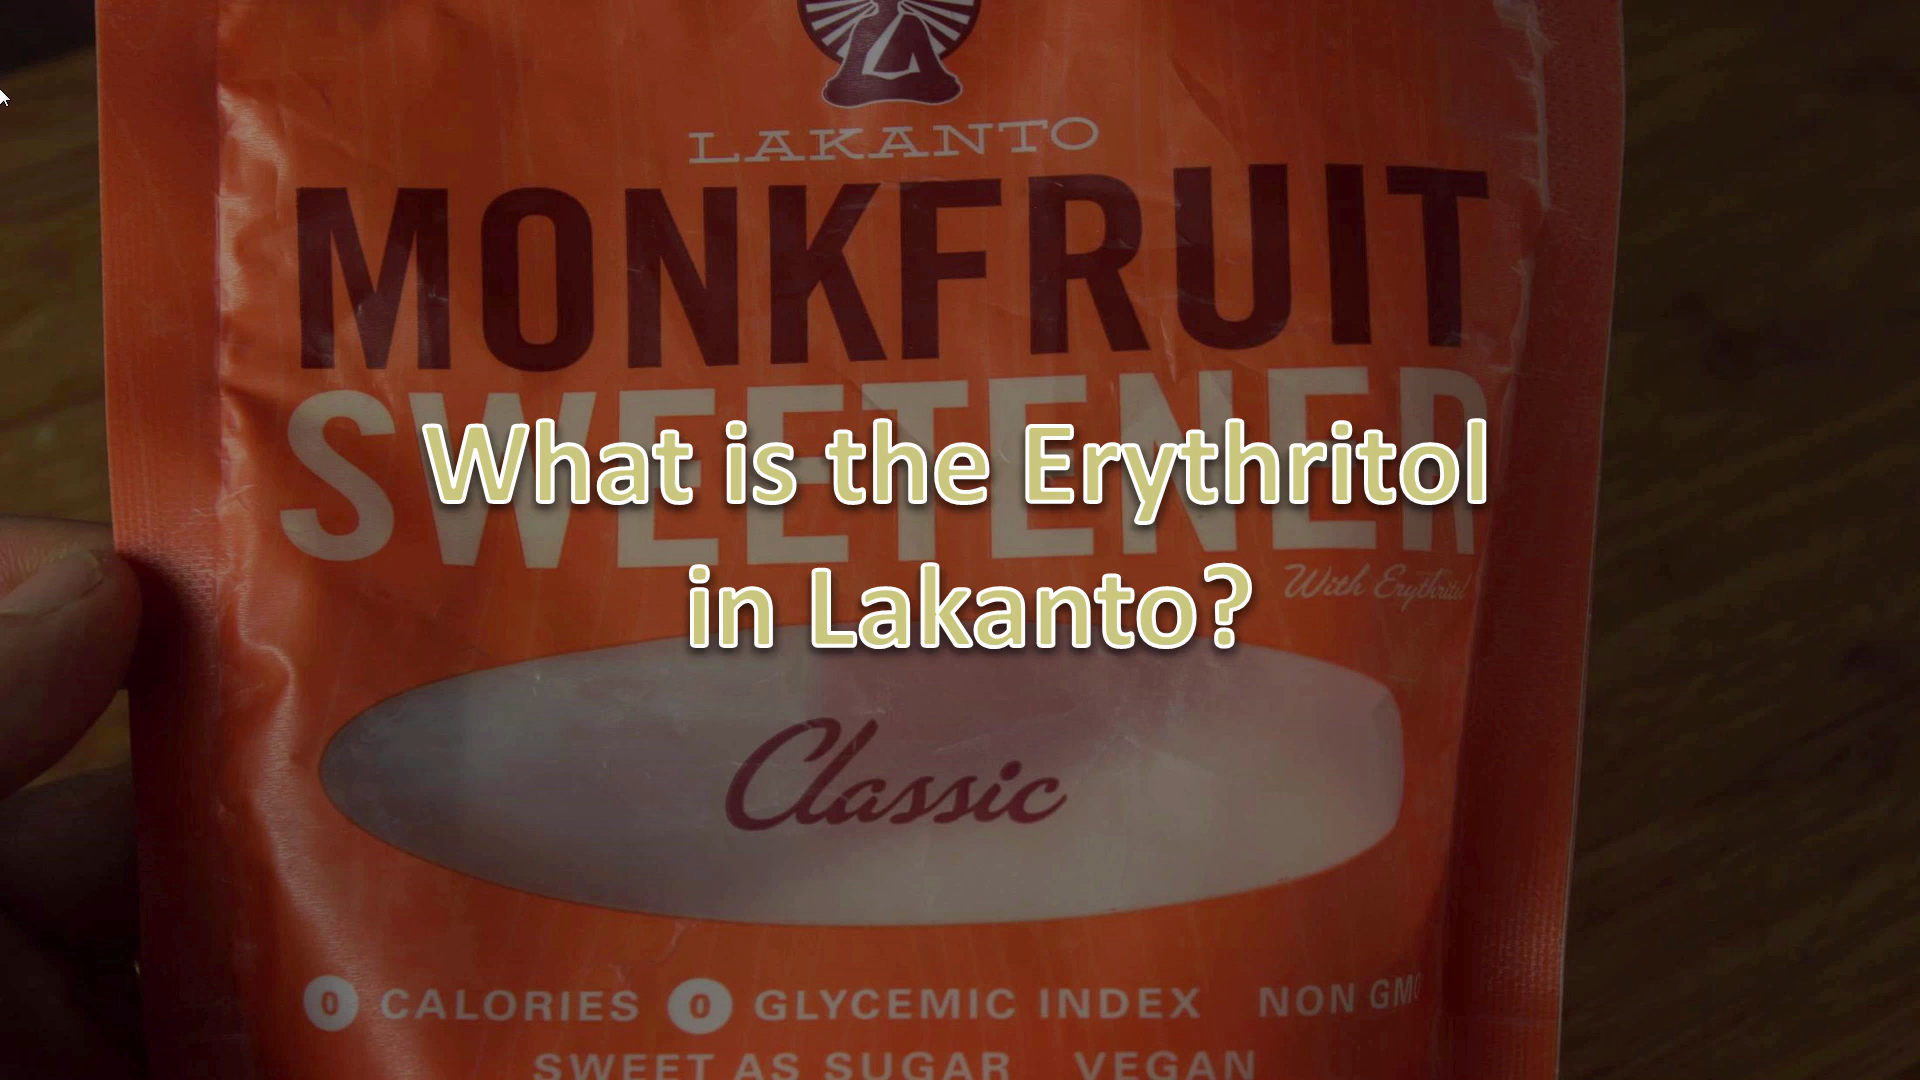 LAKANTO
MONKFRUIT
SWEETENER
What is the Erythritol
in Lakanto?
With Erythritol
Classic
0 CALORIES 0 GLYCEMIC INDEX NON GMO
SWEET AS SUGAR VEGAN